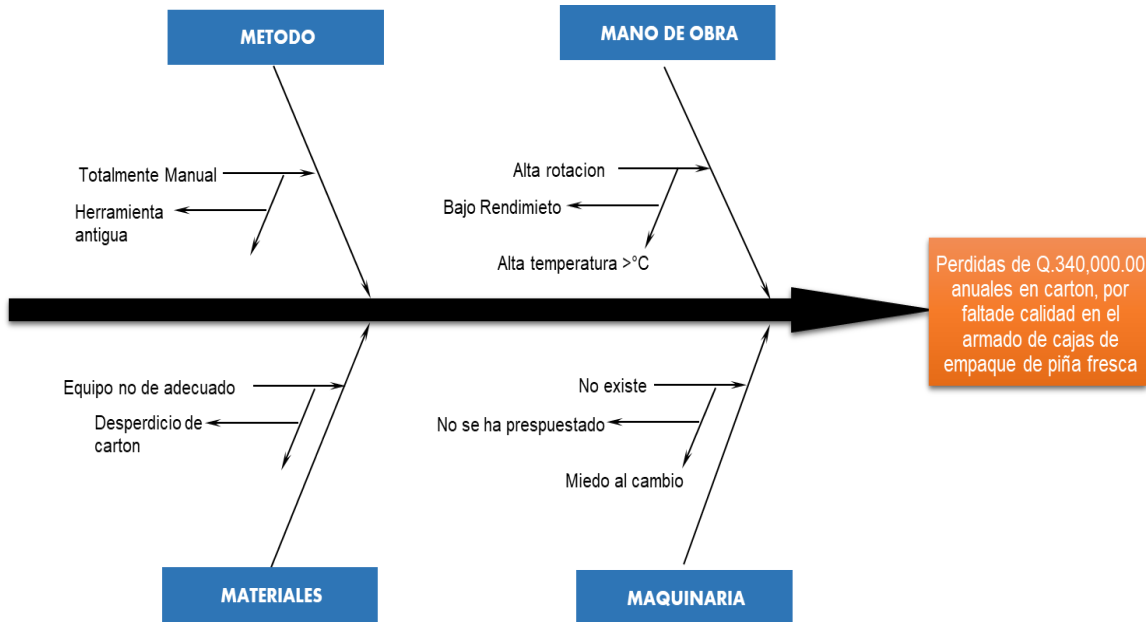 METODO
MANO DE OBRA
Totalmente Manual
Herramienta
antigua
Alta rotacion
Bajo Rendimieto
Alta temperatura >°C
Perdidas de Q.340,000.00
anuales en carton, por
faltade calidad en el
armado de cajas de
empaque de piña fresca
Equipo no de adecuado
Desperdicio de
carton
No existe
No se ha prespuestado
Miedo al cambio
MATERIALES
MAQUINARIA